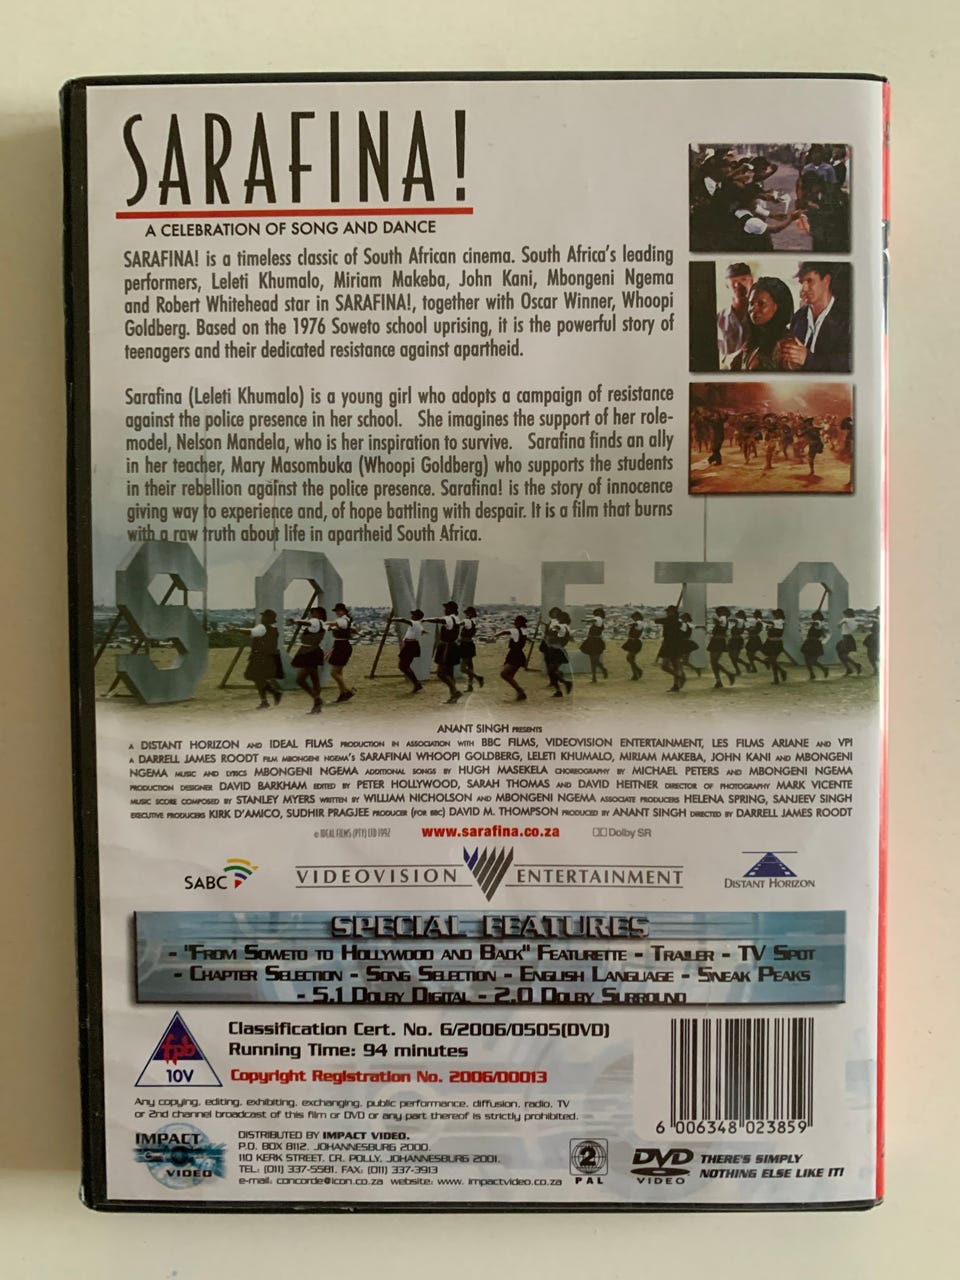 SARAFINA!
A CELEBRATION OF SONG AND DANCE
SARAFINA! is a timeless classic of South African cinema. South Africa's leading
performers, Leleti Khumalo, Miriam Makeba, John Kani, Mbongeni Ngema
and Robert Whitehead star in SARAFINA!, together with Oscar Winner, Whoopi
Goldberg. Based on the 1976 Soweto school uprising, it is the powerful story of
teenagers and their dedicated resistance against apartheid.
Sarafina (Leleti Khumalo) is a young girl who adopts a campaign of resistance
against the police presence in her school. She imagines the support of her role-
model, Nelson Mandela, who is her inspiration to survive. Sarafina finds an ally
in her teacher, Mary Masombuka (Whoopi Goldberg) who supports the students
in their rebellion against the police presence. Sarafina! is the story of innocence
giving way to experience and, of hope battling with despair. It is a film that burns
with a raw truth about life in apartheid South Africa.
SOWETO
ANANT SINGH PRESENTS
A DISTANT HORIZON AND IDEAL FILMS PRODUCTION IN ASSOCIATION WITH BBC FILMS, VIDEOVISION ENTERTAINMENT, LES FILMS ARIANE AND VPI
A DARRELL JAMES ROODT FILM MBONGENI NGEMA'S SARAFINA! WHOOPI GOLDBERG, LELETI KHUMALO, MIRIAM MAKEBA, JOHN KANI AND MBONGENI
NGEMA MUSIC AND LYRICS MBONGENI NGEMA ADDITIONAL SONGS BY HUGH MASEKELA CHOREOGRAPHY BY MICHAEL PETERS AND MBONGENI NGEMA
PRODUCTION DESIGNER DAVID BARKHAM EDITED BY PETER HOLLYWOOD, SARAH THOMAS AND DAVID HEITNER DIRECTOR OF PHOTOGRAPHY MARK VICENTE
MUSIC SCORE COMPOSED BY STANLEY MYERS WRITTEN BY WILLIAM NICHOLSON AND MBONGENI NGEMA ASSOCIATE PRODUCERS HELENA SPRING, SANJEEV SINGH
EXECUTIVE PRODUCERS KIRK D'AMICO, SUDHIR PRAGJEE PRODUCER (FOR BBC) DAVID M. THOMPSON PRODUCED BY ANANT SINGH DIRECTED BY DARRELL JAMES ROODT
© IDEAL FILMS (PTY) LTD 1992 www.sarafina.co.za Dolby SR
SABC VIDEOVISION ENTERTAINMENT DISTANT HORIZON
SPECIAL FEATURES
- "From Soweto to Hollywood and Back" Featurette - Trailer - TV Spot
- Chapter Selection - Song Selection - English Language - Sneak Peaks
- 5.1 Dolby Digital - 2.0 Dolby Surround
fpb
10V
Classification Cert. No. G/2006/0505(DVD)
Running Time: 94 minutes
Copyright Registration No. 2006/00013
Any copying, editing, exhibiting, exchanging, public performance, diffusion, radio, TV
or 2nd channel broadcast of this film or DVD or any part thereof is strictly prohibited.
6 006348 023859
IMPACT
VIDEO
DISTRIBUTED BY IMPACT VIDEO.
P.O. BOX 8112. JOHANNESBURG 2000.
110 KERK STREET, CR. POLLY, JOHANNESBURG 2001.
TEL: (011) 337-5581. FAX: (011) 337-3913
e-mail: concorde@icon.co.za website: www. impactvideo.co.za
2
PAL
DVD
VIDEO
THERE'S SIMPLY
NOTHING ELSE LIKE IT!